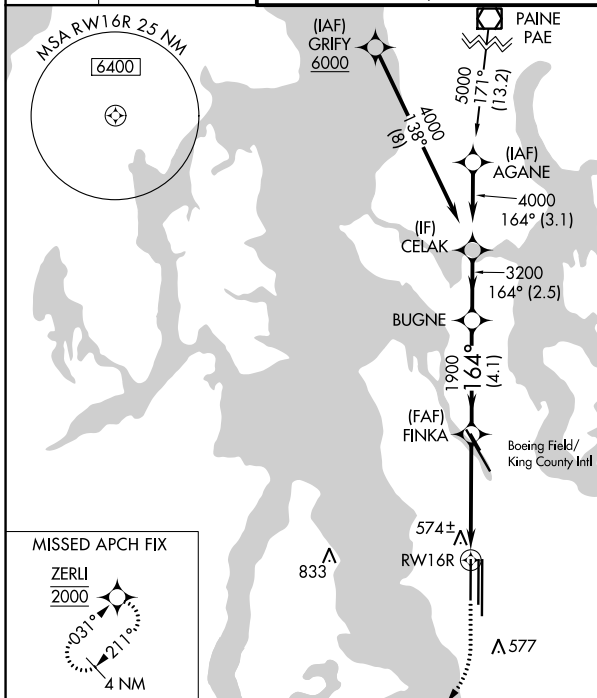 MSA RW16R 25 NM
6400
(IAF)
GRIFY
6000
PAINE
PAE
5000
171°
(13.2)
4000
138°
(8)
(IAF)
AGANE
4000
164° (3.1)
(IF)
CELAK
3200
164° (2.5)
BUGNE
1900
164°
(4.1)
(FAF)
FINKA
Boeing Field/
King County Intl
574±
RW16R
833
577
MISSED APCH FIX
ZERLI
2000
031°
211°
4 NM